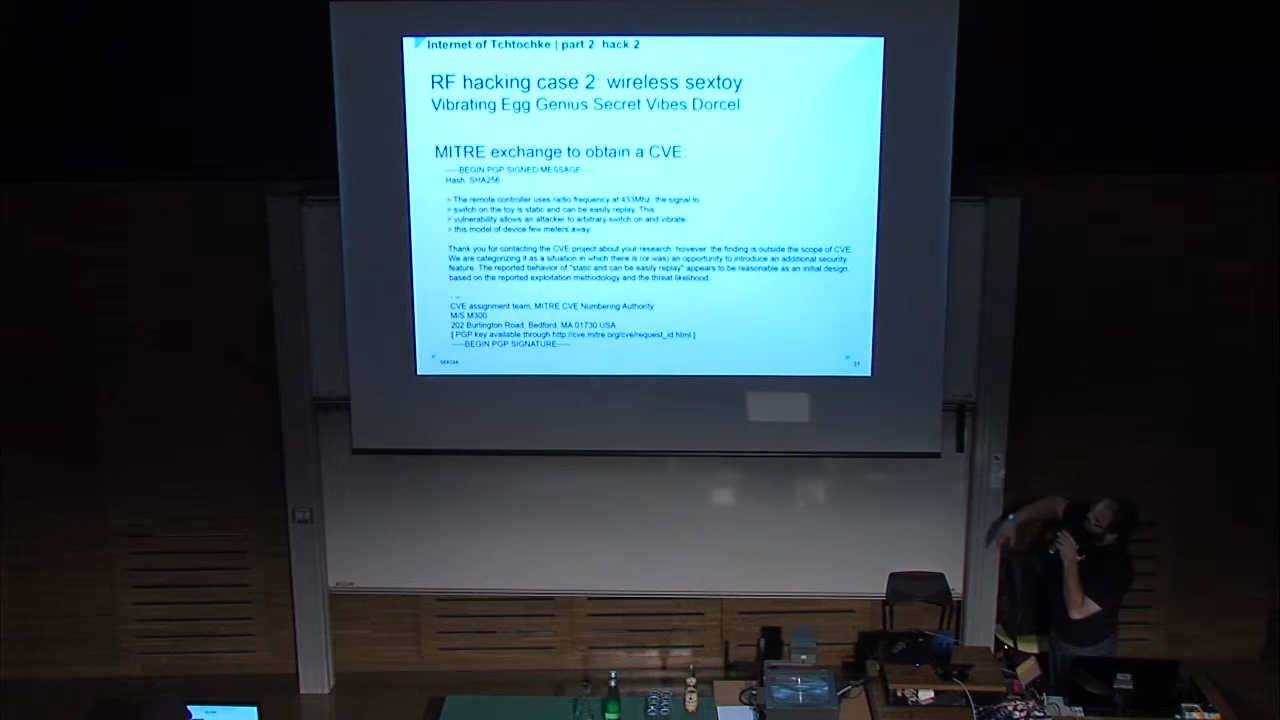 Internet of Tchtochke | part 2: hack 2
RF hacking case 2: wireless sextoy
Vibrating Egg Genius Secret Vibes Dorcel
MITRE exchange to obtain a CVE:
-----BEGIN PGP SIGNED MESSAGE-----
Hash: SHA256
> The remote controller uses radio frequency at 433Mhz. the signal to
> switch on the toy is static and can be easily replay. This
> vulnerability allows an attacker to arbitrary switch on and vibrate
> this model of device few meters away.
Thank you for contacting the CVE project about your research; however, the finding is outside the scope of CVE.
We are categorizing it as a situation in which there is (or was) an opportunity to introduce an additional security
feature. The reported behavior of "static and can be easily replay" appears to be reasonable as an initial design,
based on the reported exploitation methodology and the threat likelihood.
- --
CVE assignment team, MITRE CVE Numbering Authority
M/S M300
202 Burlington Road, Bedford, MA 01730 USA
[ PGP key available through http://cve.mitre.org/cve/request_id.html ]
-----BEGIN PGP SIGNATURE-----
SEKOIA
31